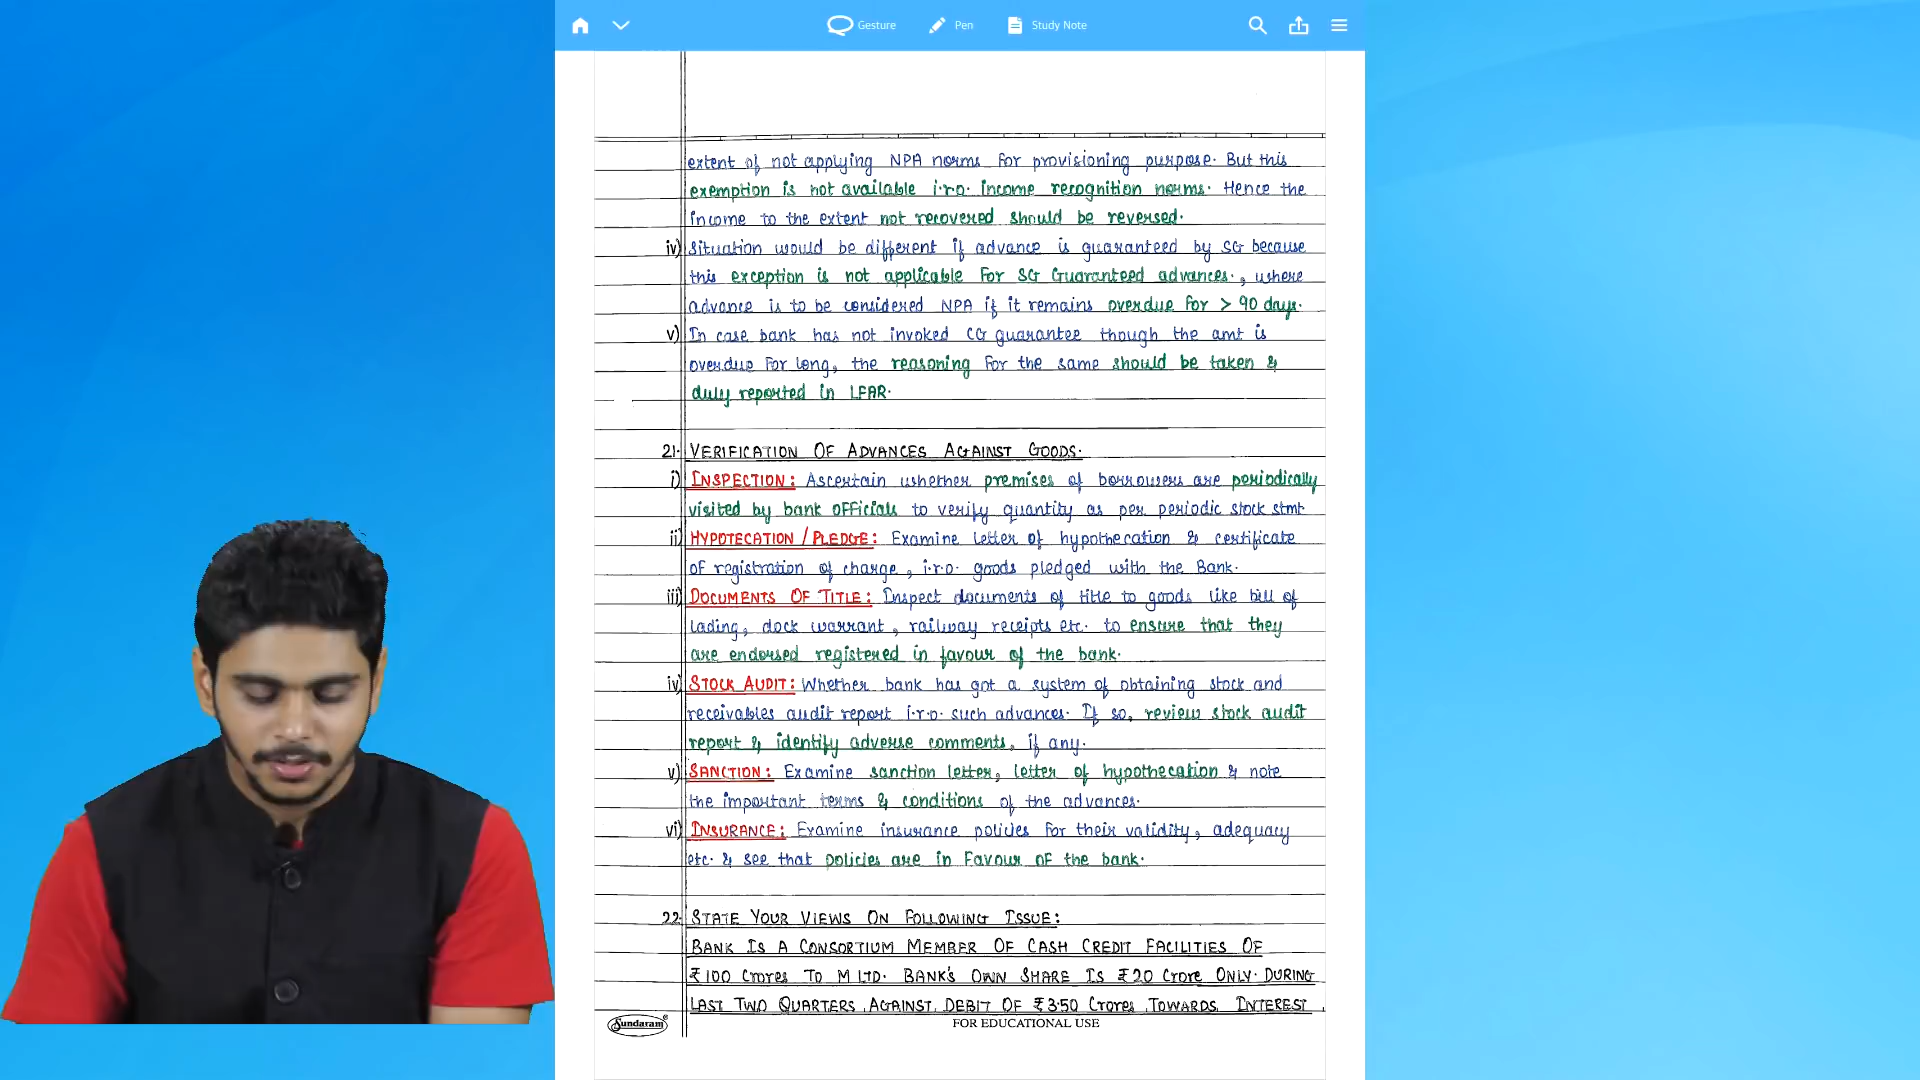 Gesture Pen Study Note
extent of not applying NPA norms for provisioning purpose. But this
exemption is not available i.r.o. income recognition norms. Hence the
income to the extent not recovered should be reversed.
iv) Situation would be different if advance is guaranteed by SG because
this exception is not applicable for SG Guaranteed advances., where
advance is to be considered NPA if it remains overdue for > 90 days.
v) In case bank has not invoked CG guarantee though the amt is
overdue for long, the reasoning for the same should be taken &
duly reported in LFAR.
21. VERIFICATION OF ADVANCES AGAINST GOODS.
i) INSPECTION: Ascertain whether premises of borrowers are periodically
visited by bank officials to verify quantity as per periodic stock stmt
ii) HYPOTECATION / PLEDGE: Examine letter of hypothecation & certificate
of registration of charge, i.r.o. goods pledged with the Bank.
iii) DOCUMENTS OF TITLE: Inspect documents of title to goods like bill of
lading, dock warrant, railway receipts etc. to ensure that they
are endorsed registered in favour of the bank.
iv) STOCK AUDIT: Whether bank has got a system of obtaining stock and
receivables audit report i.r.o. such advances. If so, review stock audit
report & identify adverse comments, if any.
v) SANCTION: Examine sanction letter, letter of hypothecation & note
the important terms & conditions of the advances.
vi) INSURANCE: Examine insurance policies for their validity, adequacy
etc. & see that policies are in favour of the bank.
22. STATE YOUR VIEWS ON FOLLOWING ISSUE:
BANK IS A CONSORTIUM MEMBER OF CASH CREDIT FACILITIES OF
₹100 Crores TO M LTD. BANK'S OWN SHARE IS ₹20 Crore ONLY. DURING
LAST TWO QUARTERS AGAINST DEBIT OF ₹3.50 Crores TOWARDS INTEREST,
Sundaram® FOR EDUCATIONAL USE